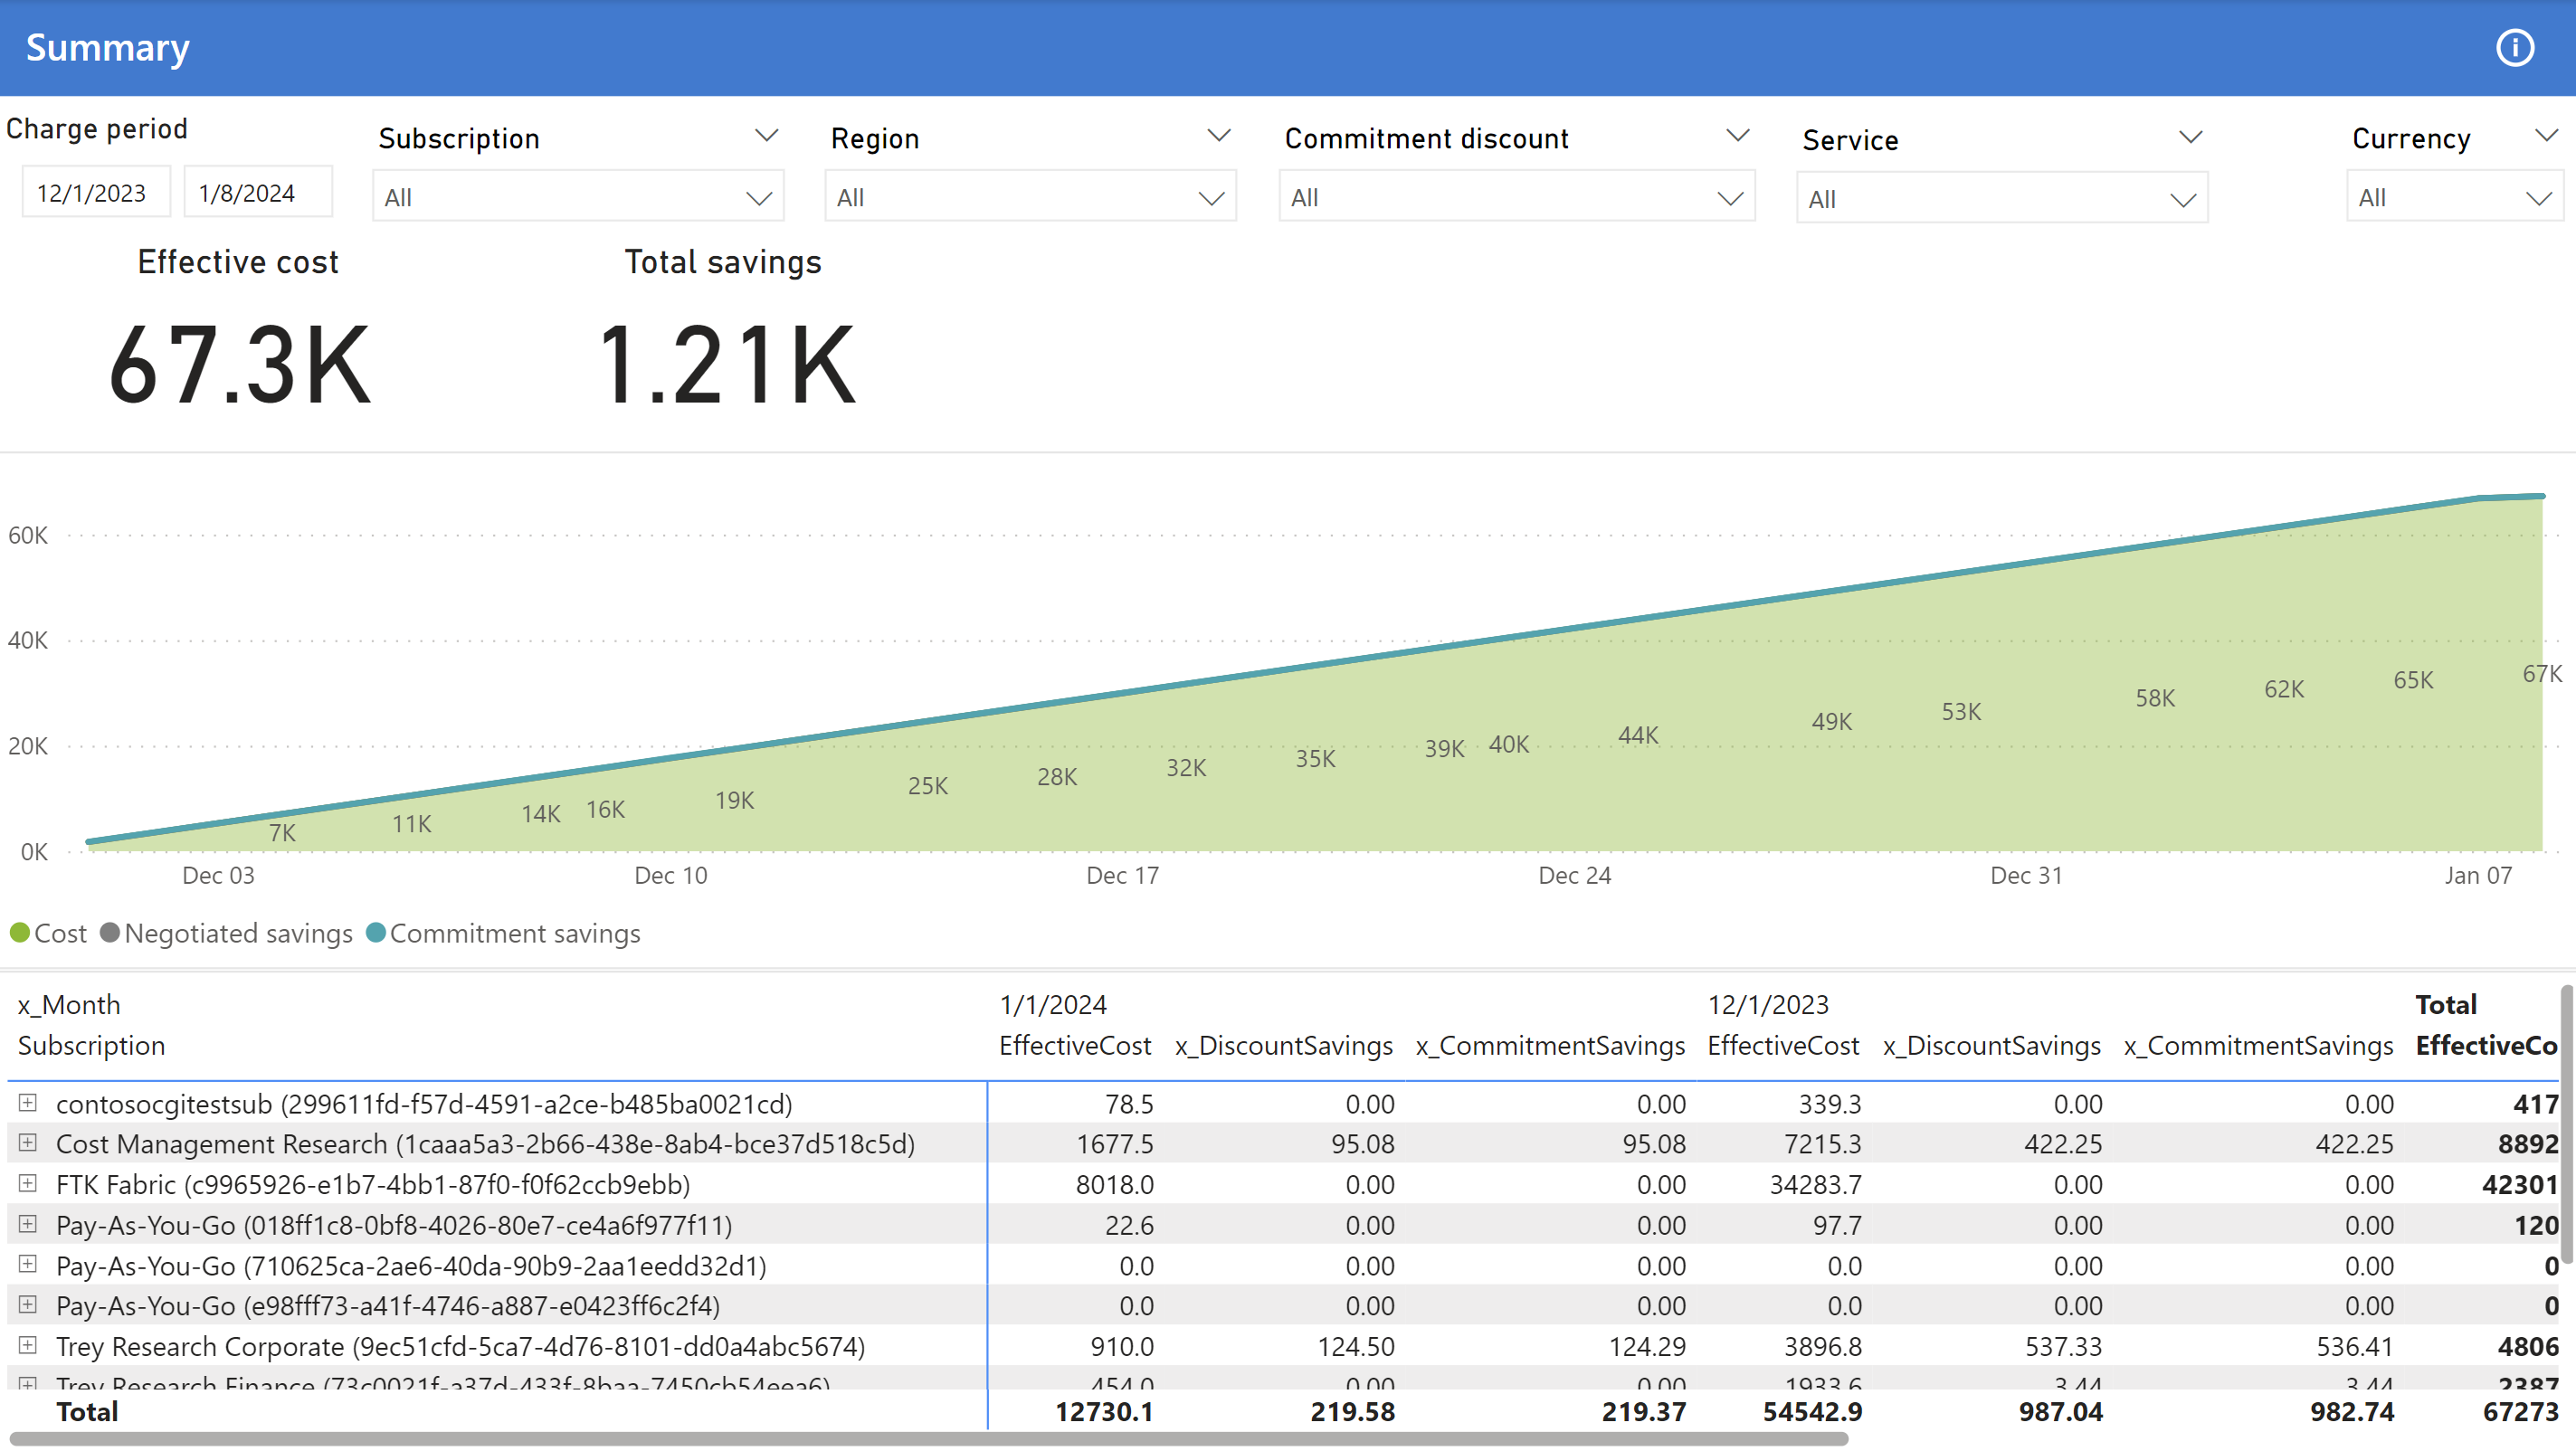 Summary
Charge period
12/1/2023 1/8/2024
Subscription
All
Region
All
Commitment discount
All
Service
All
Currency
All
Effective cost
67.3K
Total savings
1.21K
60K
40K
20K
0K
7K 11K 14K 16K 19K 25K 28K 32K 35K 39K 40K 44K 49K 53K 58K 62K 65K 67K
Dec 03 Dec 10 Dec 17 Dec 24 Dec 31 Jan 07
Cost Negotiated savings Commitment savings
x_Month 1/1/2024 12/1/2023 Total
Subscription EffectiveCost x_DiscountSavings x_CommitmentSavings EffectiveCost x_DiscountSavings x_CommitmentSavings EffectiveCo
contosocgitestsub (299611fd-f57d-4591-a2ce-b485ba0021cd) 78.5 0.00 0.00 339.3 0.00 0.00 417
Cost Management Research (1caaa5a3-2b66-438e-8ab4-bce37d518c5d) 1677.5 95.08 95.08 7215.3 422.25 422.25 8892
FTK Fabric (c9965926-e1b7-4bb1-87f0-f0f62ccb9ebb) 8018.0 0.00 0.00 34283.7 0.00 0.00 42301
Pay-As-You-Go (018ff1c8-0bf8-4026-80e7-ce4a6f977f11) 22.6 0.00 0.00 97.7 0.00 0.00 120
Pay-As-You-Go (710625ca-2ae6-40da-90b9-2aa1eedd32d1) 0.0 0.00 0.00 0.0 0.00 0.00 0
Pay-As-You-Go (e98fff73-a41f-4746-a887-e0423ff6c2f4) 0.0 0.00 0.00 0.0 0.00 0.00 0
Trey Research Corporate (9ec51cfd-5ca7-4d76-8101-dd0a4abc5674) 910.0 124.50 124.29 3896.8 537.33 536.41 4806
Trey Research Finance (73c0021f-a37d-433f-8baa-7450cb54eea6) 454.0 0.00 0.00 1933.6 3.44 3.44 2387
Total 12730.1 219.58 219.37 54542.9 987.04 982.74 67273